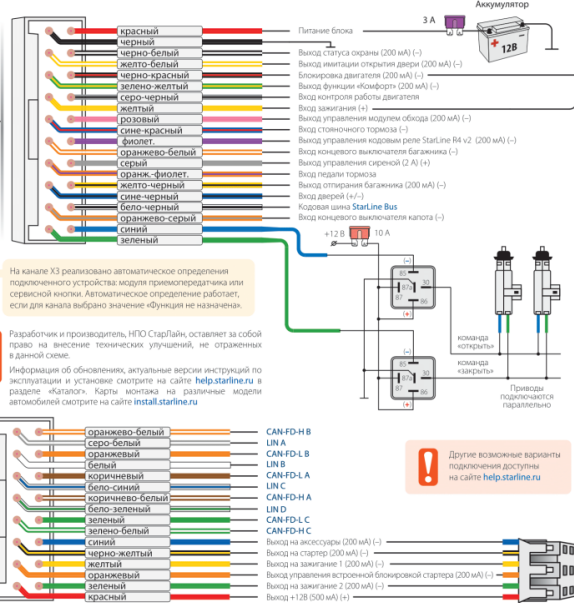 Аккумулятор
3 А
12В
красный Питание блока
черный
черно-белый Выход статуса охраны (200 мА) (–)
желто-белый Выход имитации открытия двери (200 мА) (–)
черно-красный Блокировка двигателя (200 мА) (–)
зелено-желтый Выход функции «Комфорт» (200 мА) (–)
серо-черный Вход контроля работы двигателя
желтый Вход зажигания (+)
розовый Выход управления модулем обхода (200 мА) (–)
сине-красный Вход стояночного тормоза (–)
фиолет. Выход управления кодовым реле StarLine R4 v2 (200 мА) (–)
оранжево-белый Вход концевого выключателя багажника (–)
серый Выход управления сиреной (2 А) (+)
оранж.-фиолет. Вход педали тормоза
желто-черный Выход отпирания багажника (200 мА) (–)
сине-черный Вход дверей (+/–)
бело-черный Кодовая шина StarLine Bus
оранжево-серый Вход концевого выключателя капота (–)
синий
зеленый
+12 В 10 А
(–)
85
87a 30
87
86
(+)
(–)
85
87a 30
87
86
(+)
команда
«открыть»
команда
«закрыть»
Приводы
подключаются
параллельно
На канале X3 реализовано автоматическое определения
подключенного устройства: модуля приемопередатчика или
сервисной кнопки. Автоматическое определение работает,
если для канала выбрано значение «Функция не назначена».
Разработчик и производитель, НПО СтарЛайн, оставляет за собой
право на внесение технических улучшений, не отраженных
в данной схеме.
Информация об обновлениях, актуальные версии инструкций по
эксплуатации и установке смотрите на сайте help.starline.ru в
разделе «Каталог». Карты монтажа на различные модели
автомобилей смотрите на сайте install.starline.ru
Другие возможные варианты
подключения доступны
на сайте help.starline.ru
оранжево-белый CAN-FD-H B
серо-белый LIN A
оранжевый CAN-FD-L B
белый LIN B
коричневый CAN-FD-L A
бело-синий LIN C
коричнево-белый CAN-FD-H A
бело-зеленый LIN D
зеленый CAN-FD-L C
зелено-белый CAN-FD-H C
синий Выход на аксессуары (200 мА) (–)
черно-желтый Выход на стартер (200 мА) (–)
желтый Выход на зажигание 1 (200 мА) (–)
оранжевый Выход управления встроенной блокировкой стартера (200 мА) (–)
зеленый Выход на зажигание 2 (200 мА) (–)
красный Выход +12В (500 мА) (+)